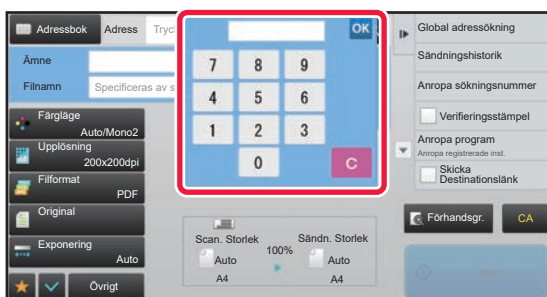 Adressbok
Adress
Tryc
OK
Ämne
Filnamn
Specificeras av s
7 8 9
4 5 6
1 2 3
0 C
Färgläge
Auto/Mono2
Upplösning
200x200dpi
Filformat
PDF
Original
Exponering
Auto
Övrigt
Scan. Storlek
Auto
A4
100%
Sändn. Storlek
Auto
A4
Global adressökning
Sändningshistorik
Anropa sökningsnummer
Verifieringsstämpel
Anropa program
Anropa registrerade inst.
Skicka
Destinationslänk
Förhandsgr.
CA
Start